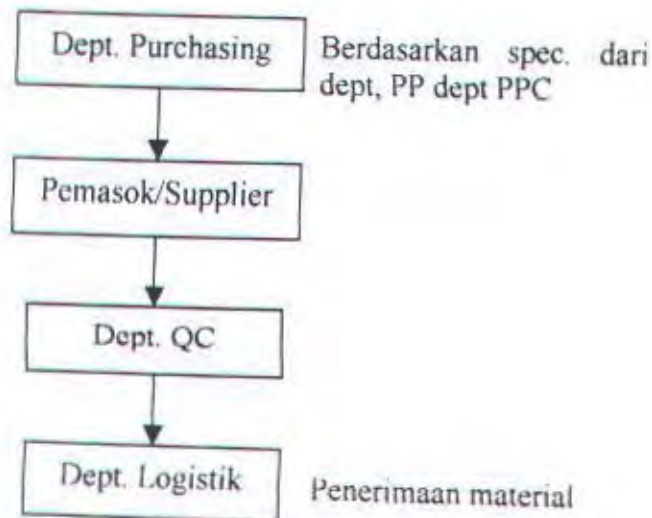 Dept. Purchasing
Berdasarkan spec. dari
dept, PP dept PPC
Pemasok/Supplier
Dept. QC
Dept. Logistik
Penerimaan material